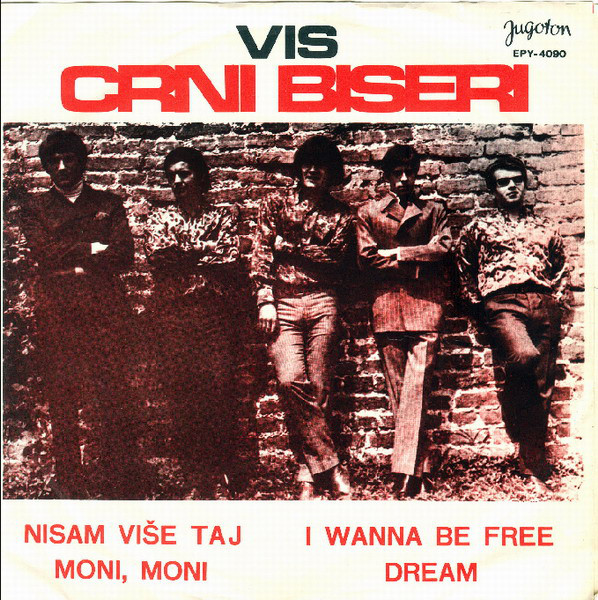 VIS
Jugoton
EPY-4090
CRNI BISERI
NISAM VIŠE TAJ
MONI, MONI
I WANNA BE FREE
DREAM